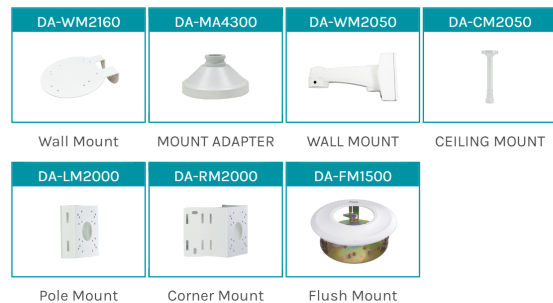 DA-WM2160 DA-MA4300 DA-WM2050 DA-CM2050
Wall Mount MOUNT ADAPTER WALL MOUNT CEILING MOUNT
DA-LM2000 DA-RM2000 DA-FM1500
Pole Mount Corner Mount Flush Mount